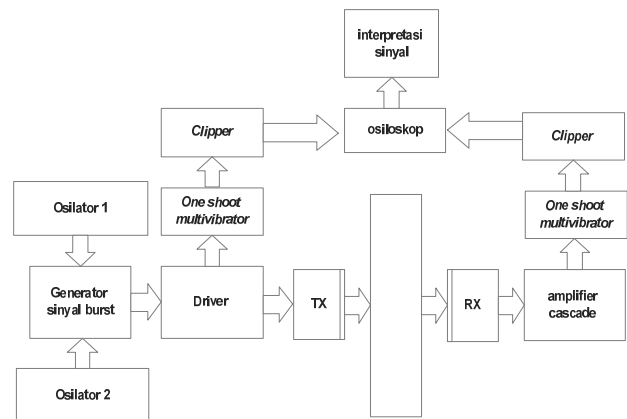 interpretasi
sinyal
Clipper
osiloskop
Clipper
One shoot
multivibrator
One shoot
multivibrator
Osilator 1
Generator
sinyal burst
Driver
TX
RX
amplifier
cascade
Osilator 2